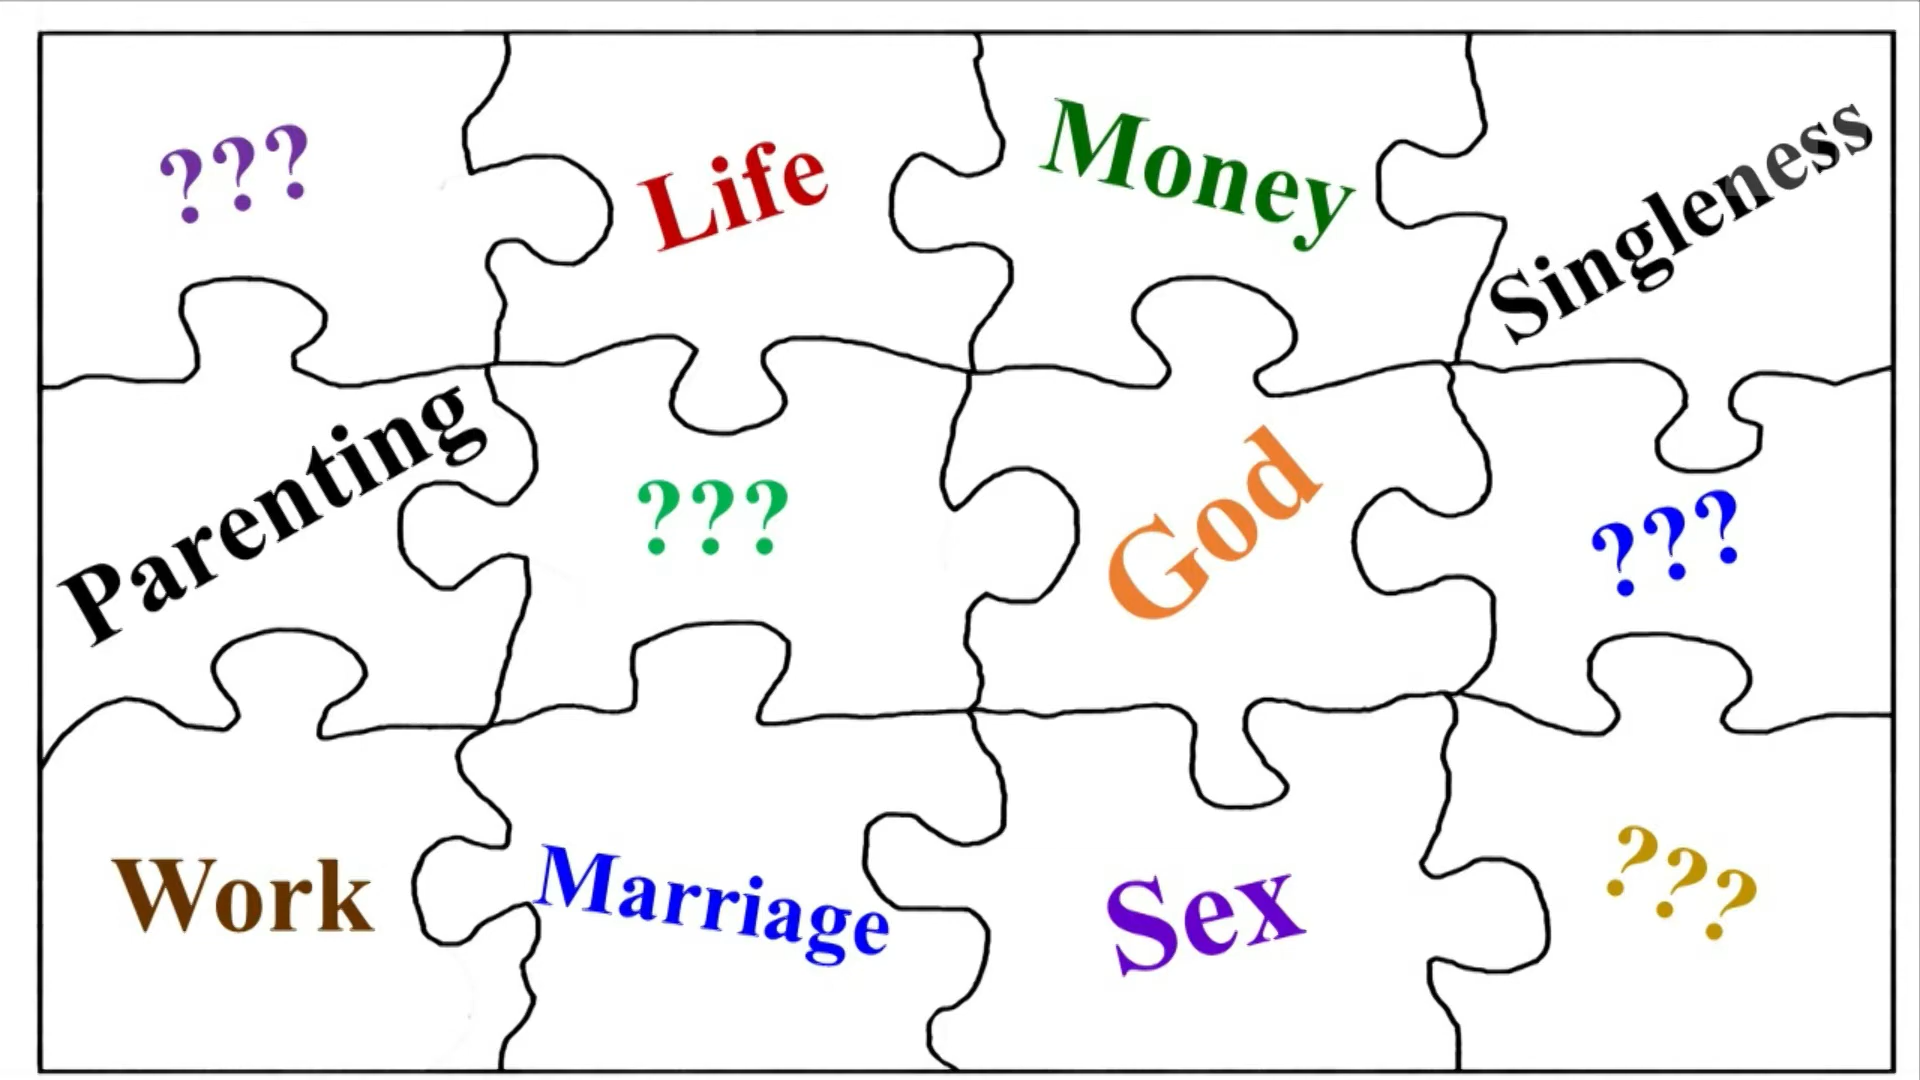 ???
Life
Money
Singleness
Parenting
???
God
???
Work
Marriage
Sex
???